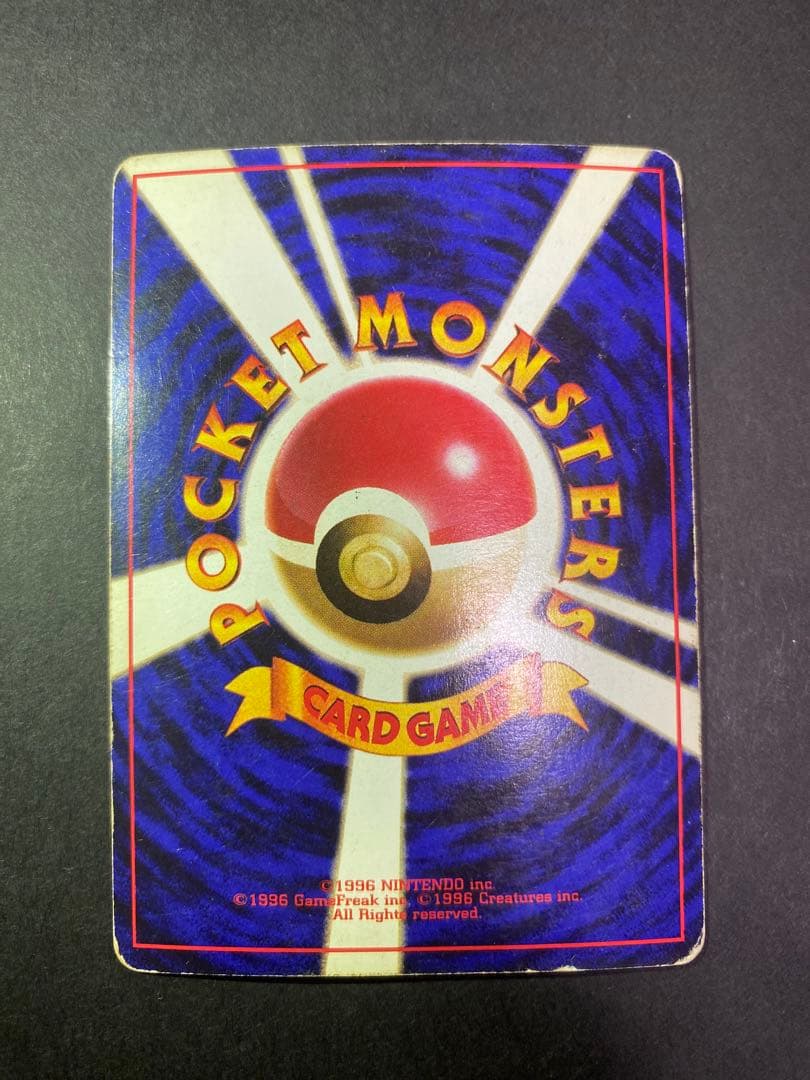 POCKET MONSTERS
CARD GAME
©1996 NINTENDO inc.
©1996 GameFreak inc. ©1996 Creatures inc.
All Rights reserved.